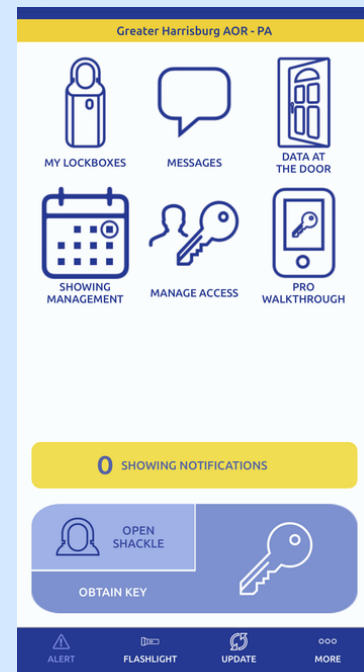 Greater Harrisburg AOR - PA
MY LOCKBOXES
MESSAGES
DATA AT
THE DOOR
SHOWING
MANAGEMENT
MANAGE ACCESS
PRO
WALKTHROUGH
0 SHOWING NOTIFICATIONS
OPEN
SHACKLE
OBTAIN KEY
ALERT
FLASHLIGHT
UPDATE
MORE